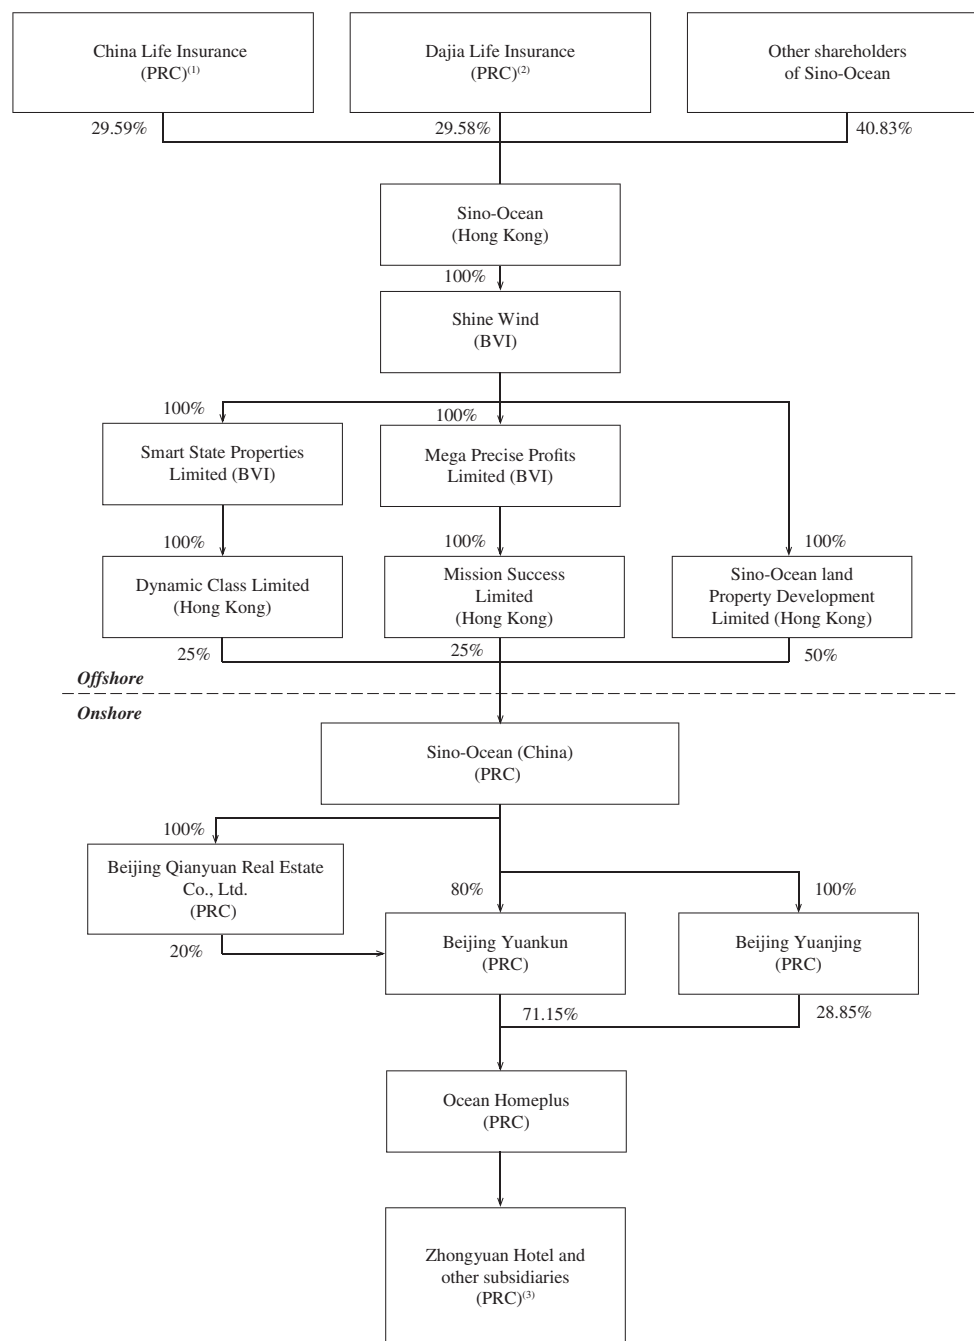 China Life Insurance
(PRC)(1)
Dajia Life Insurance
(PRC)(2)
Other shareholders
of Sino-Ocean
29.59%
29.58%
40.83%
Sino-Ocean
(Hong Kong)
100%
Shine Wind
(BVI)
100%
100%
Smart State Properties
Limited (BVI)
Mega Precise Profits
Limited (BVI)
100%
100%
100%
Dynamic Class Limited
(Hong Kong)
Mission Success
Limited
(Hong Kong)
Sino-Ocean land
Property Development
Limited (Hong Kong)
25%
25%
50%
Offshore
Onshore
Sino-Ocean (China)
(PRC)
100%
Beijing Qianyuan Real Estate
Co., Ltd.
(PRC)
80%
100%
20%
Beijing Yuankun
(PRC)
Beijing Yuanjing
(PRC)
71.15%
28.85%
Ocean Homeplus
(PRC)
Zhongyuan Hotel and
other subsidiaries
(PRC)(3)